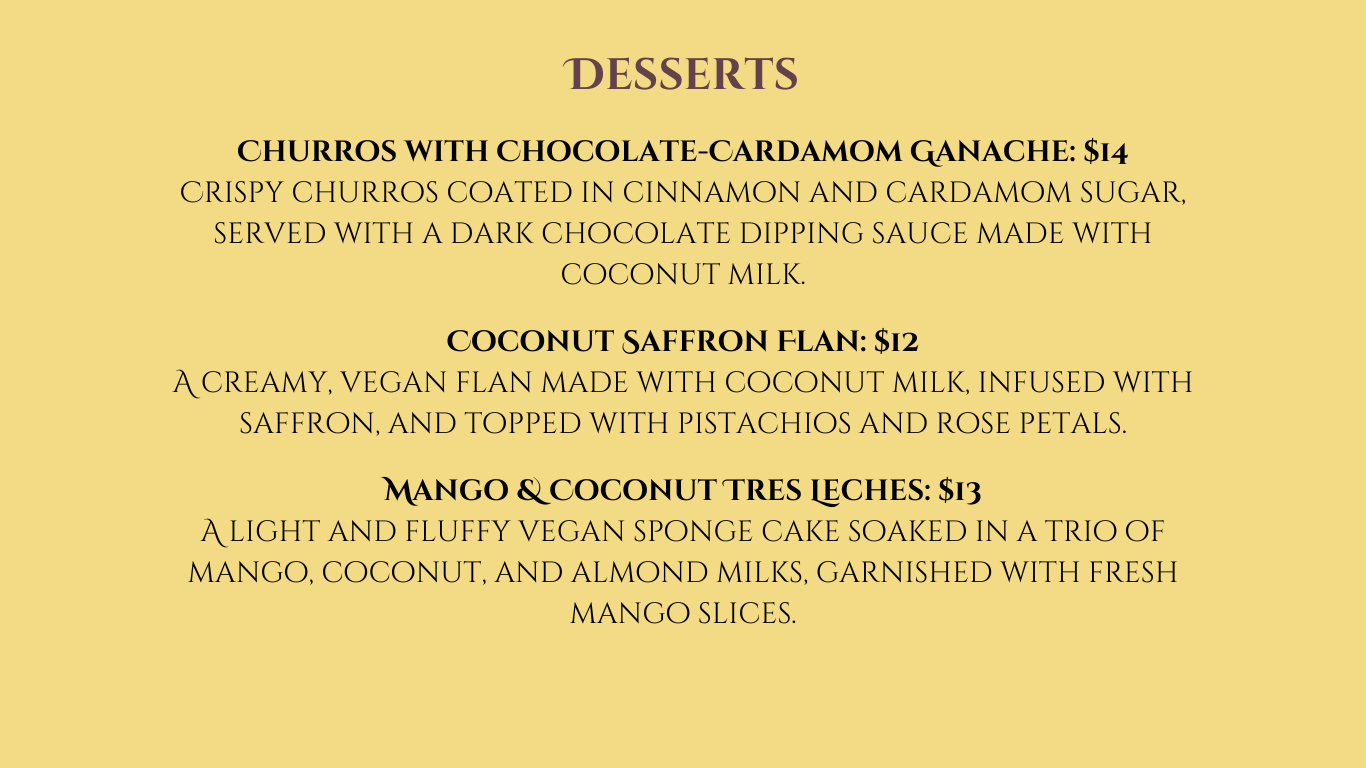 Desserts
Churros with Chocolate-Cardamom Ganache: $14
Crispy churros coated in cinnamon and cardamom sugar,
served with a dark chocolate dipping sauce made with
coconut milk.
Coconut Saffron Flan: $12
A creamy, vegan flan made with coconut milk, infused with
saffron, and topped with pistachios and rose petals.
Mango & Coconut Tres Leches: $13
A light and fluffy vegan sponge cake soaked in a trio of
mango, coconut, and almond milks, garnished with fresh
mango slices.